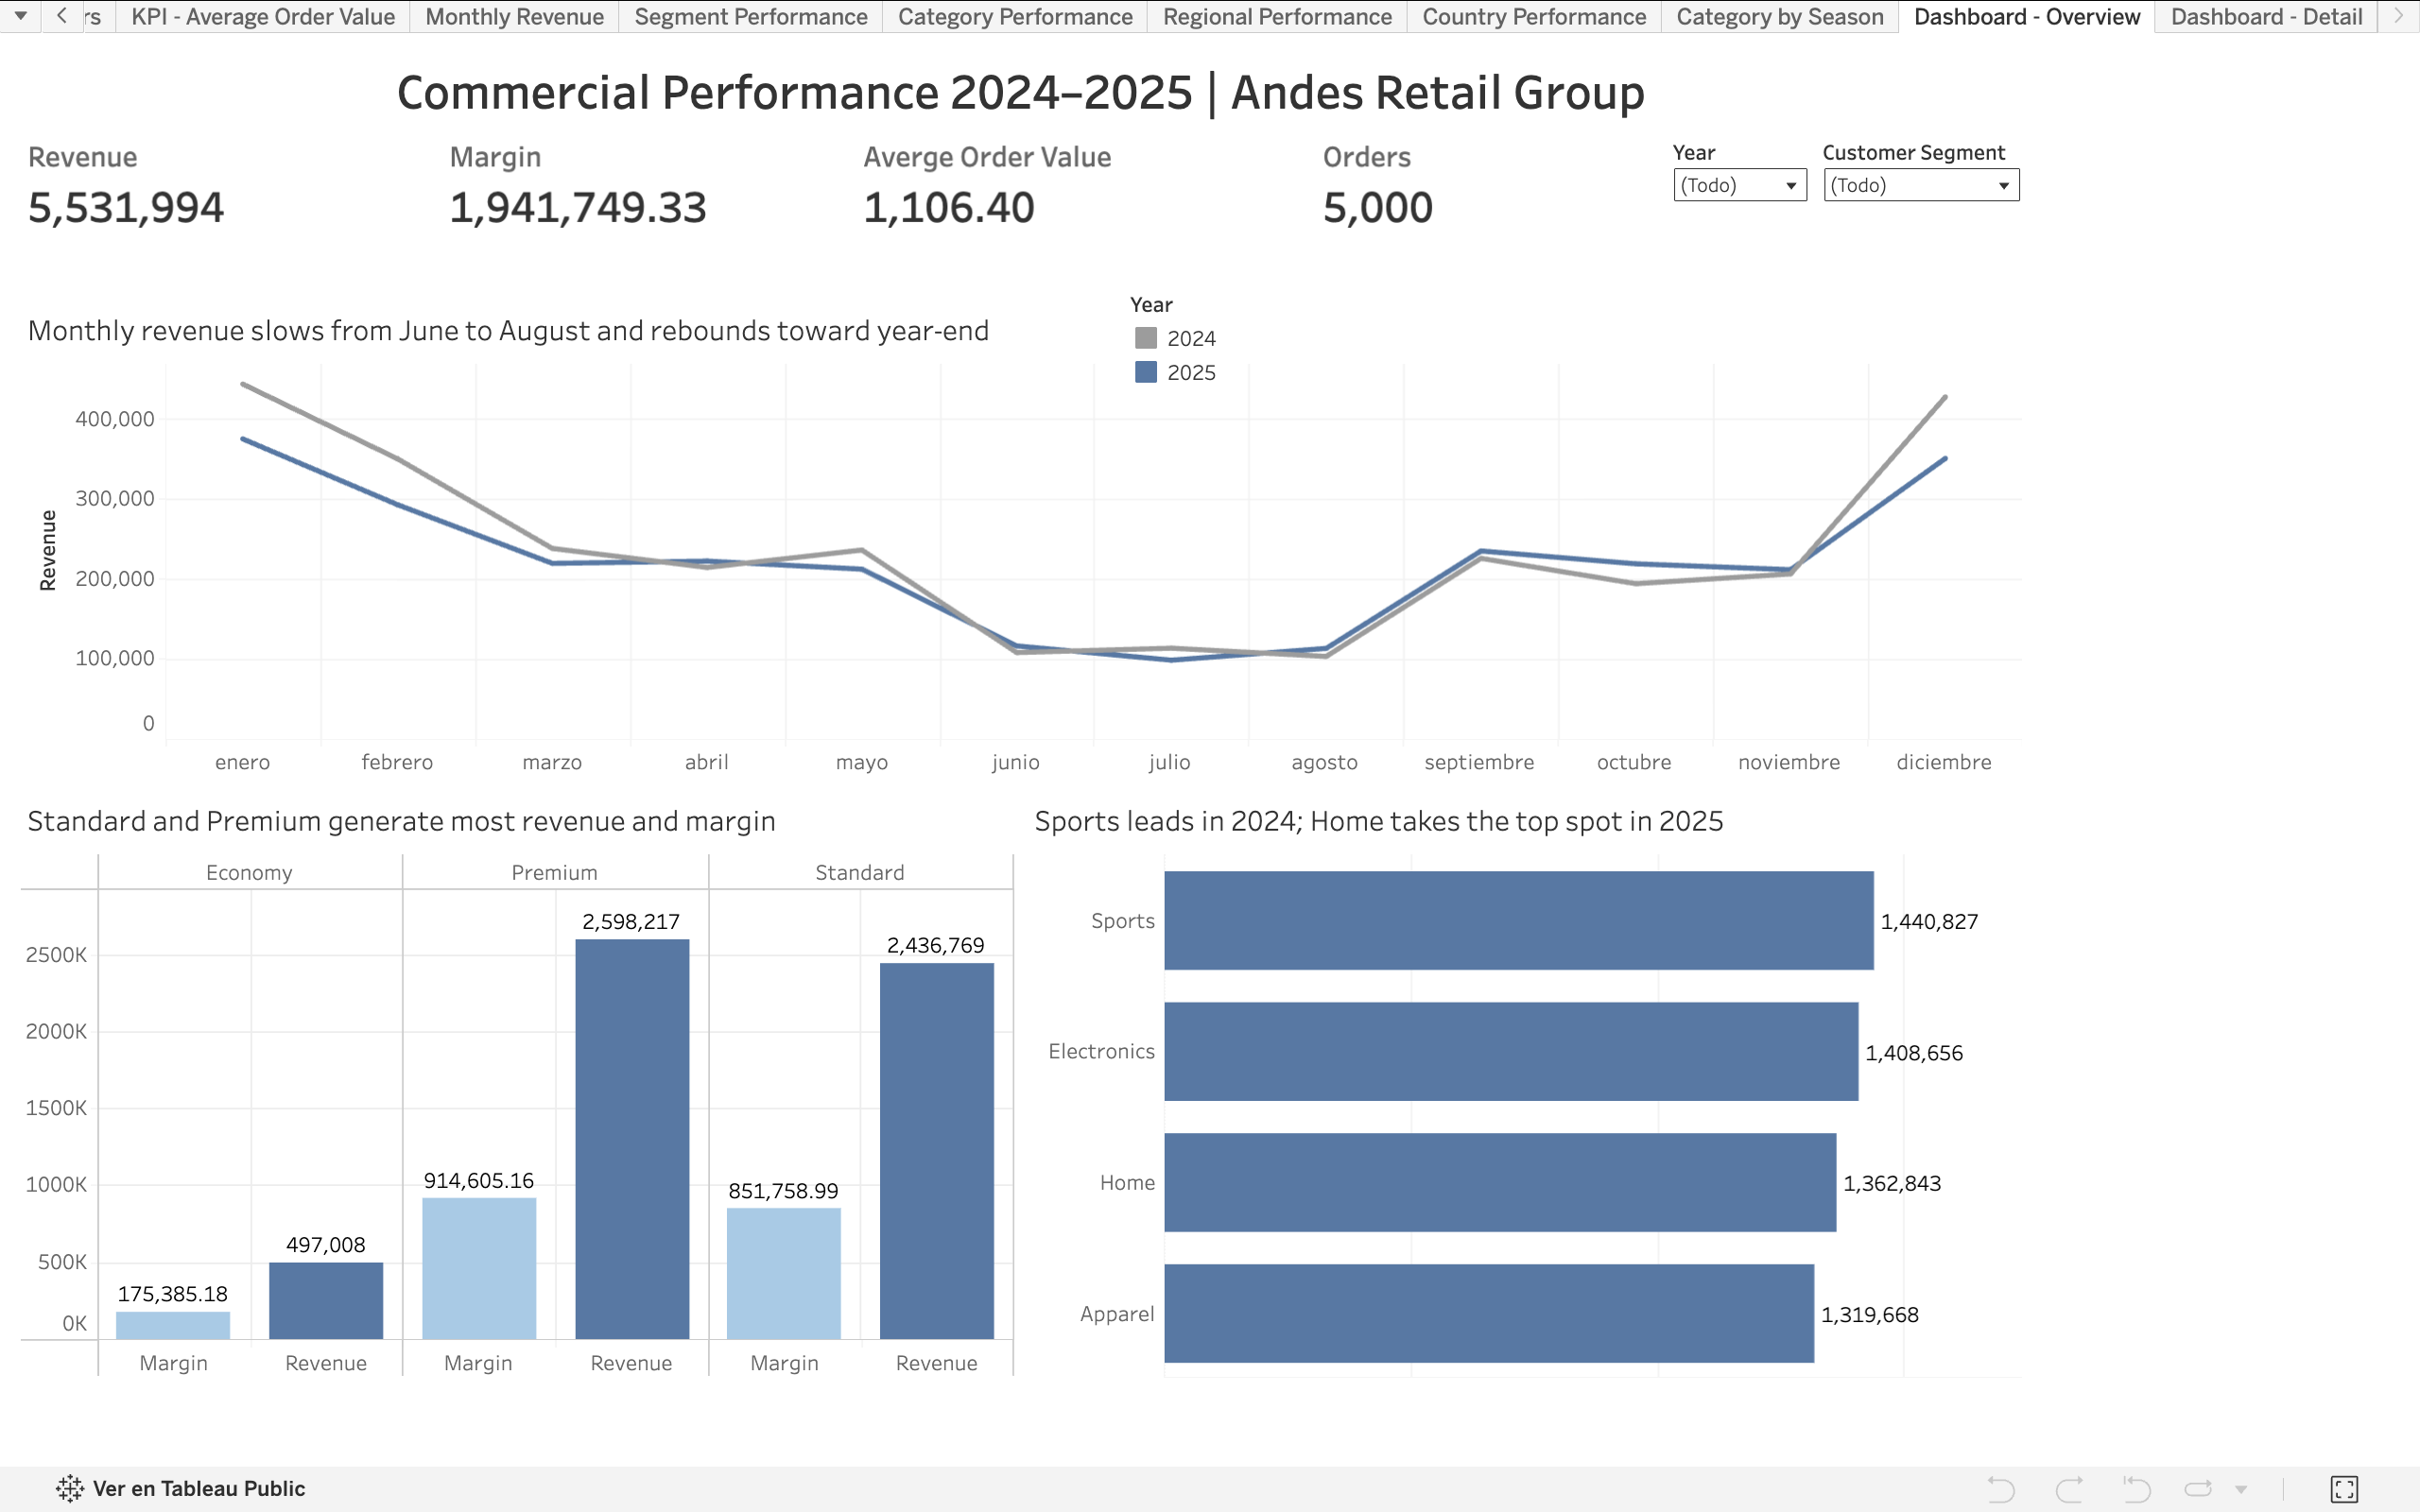 rs KPI - Average Order Value Monthly Revenue Segment Performance Category Performance Regional Performance Country Performance Category by Season Dashboard - Overview Dashboard - Detail
Commercial Performance 2024–2025 | Andes Retail Group
Revenue Margin Averge Order Value Orders
5,531,994 1,941,749.33 1,106.40 5,000
Year Customer Segment
(Todo) (Todo)
Monthly revenue slows from June to August and rebounds toward year-end
Year
2024
2025
Revenue
400,000
300,000
200,000
100,000
0
enero febrero marzo abril mayo junio julio agosto septiembre octubre noviembre diciembre
Standard and Premium generate most revenue and margin
Economy Premium Standard
2500K
2000K
1500K
1000K
500K
0K
175,385.18 497,008 914,605.16 2,598,217 851,758.99 2,436,769
Margin Revenue Margin Revenue Margin Revenue
Sports leads in 2024; Home takes the top spot in 2025
Sports 1,440,827
Electronics 1,408,656
Home 1,362,843
Apparel 1,319,668
Ver en Tableau Public